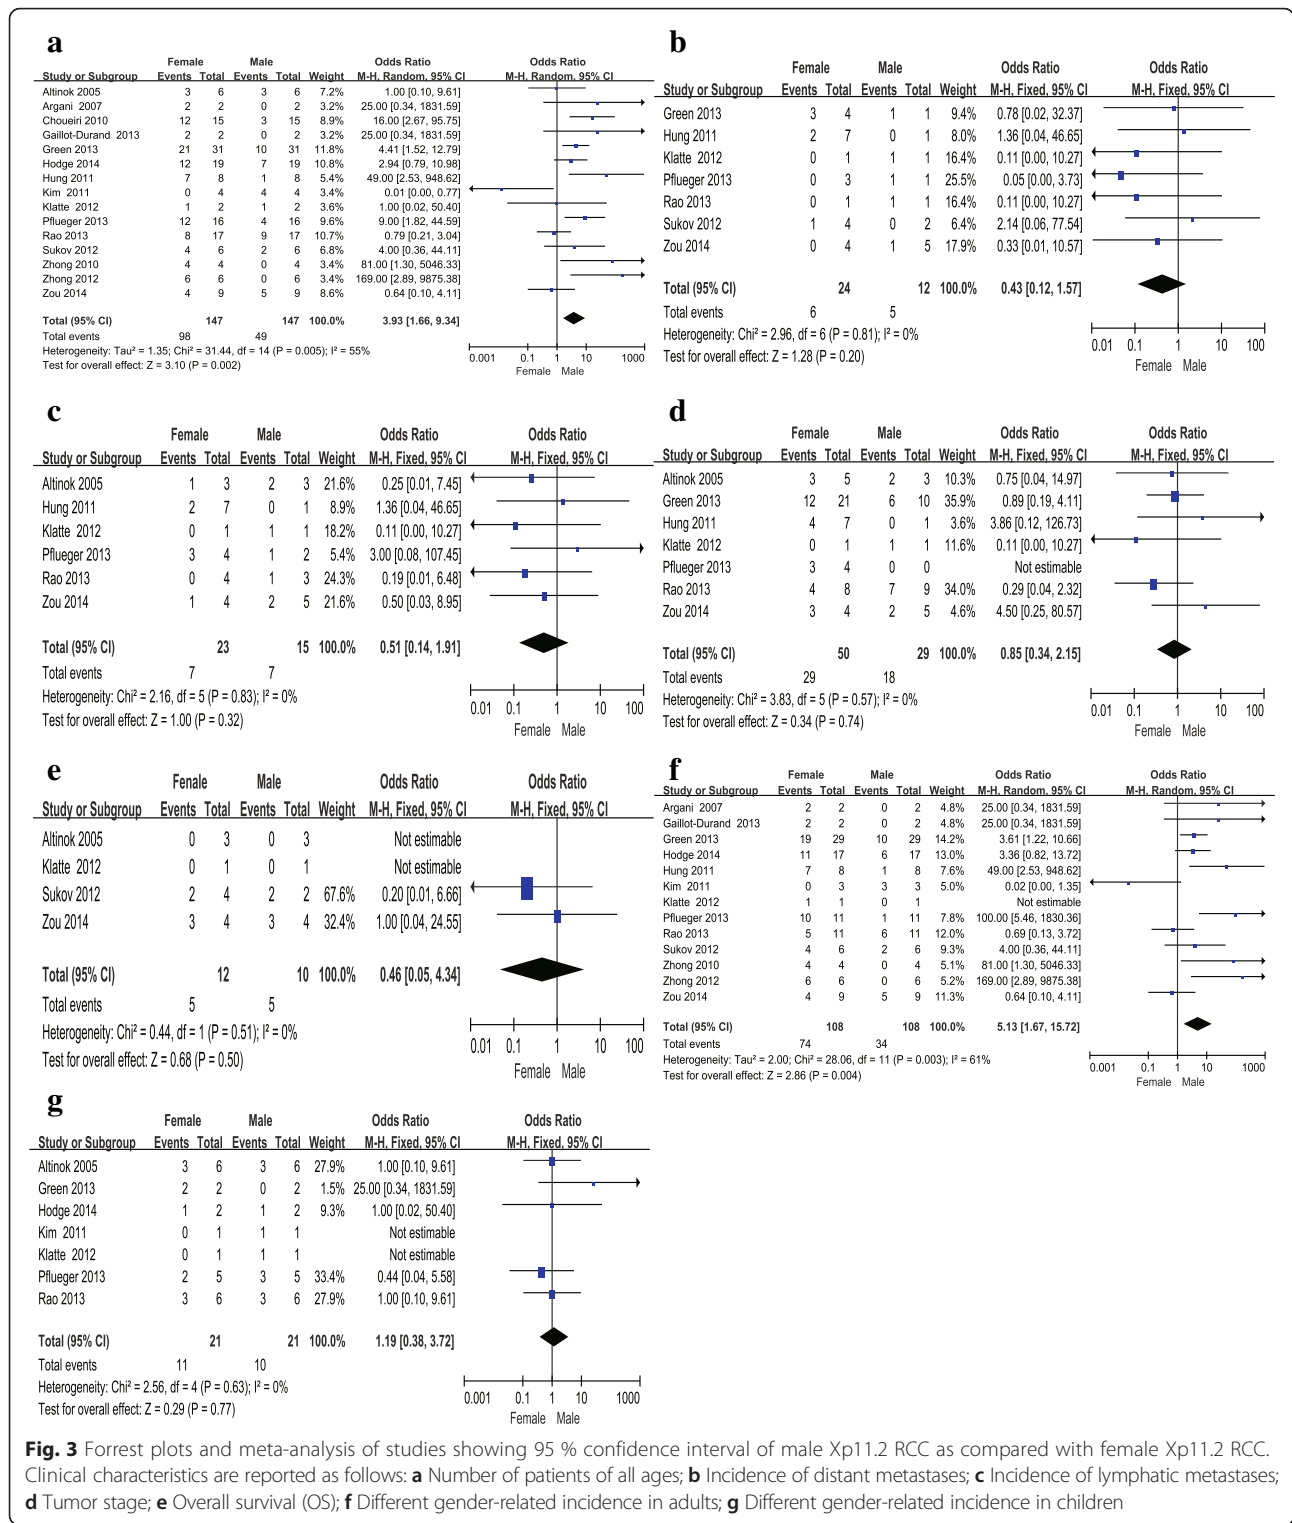 a
Female Male Odds Ratio Odds Ratio
Study or Subgroup Events Total Events Total Weight M-H, Random, 95% CI M-H, Random, 95% CI
Altinok 2005 3 6 3 6 7.2% 1.00 [0.10, 9.61]
Argani 2007 2 2 0 2 3.2% 25.00 [0.34, 1831.59]
Choueiri 2010 12 15 3 15 8.9% 16.00 [2.67, 95.75]
Gaillot-Durand 2013 2 2 0 2 3.2% 25.00 [0.34, 1831.59]
Green 2013 21 31 10 31 11.8% 4.41 [1.52, 12.79]
Hodge 2014 12 19 7 19 10.8% 2.94 [0.79, 10.98]
Hung 2011 7 8 1 8 5.4% 49.00 [2.53, 948.62]
Kim 2011 0 4 4 4 3.4% 0.01 [0.00, 0.77]
Klatte 2012 1 2 1 2 3.6% 1.00 [0.02, 50.40]
Pflueger 2013 12 16 4 16 9.6% 9.00 [1.82, 44.59]
Rao 2013 8 17 9 17 10.7% 0.79 [0.21, 3.04]
Sukov 2012 4 6 2 6 6.9% 4.00 [0.36, 44.11]
Zhong 2010 4 4 0 4 3.4% 81.00 [1.30, 5046.33]
Zhong 2012 6 6 0 6 3.4% 169.00 [2.89, 9875.38]
Zou 2014 4 9 5 9 8.6% 0.64 [0.10, 4.11]
Total (95% CI) 147 147 100.0% 3.93 [1.66, 9.34]
Total events 98 49
Heterogeneity: Tau² = 1.35; Chi² = 31.44, df = 14 (P = 0.005); I² = 55%
Test for overall effect: Z = 3.10 (P = 0.002)
0.001 0.1 1 10 1000
Female Male
b
Female Male Odds Ratio Odds Ratio
Study or Subgroup Events Total Events Total Weight M-H, Fixed, 95% CI M-H, Fixed, 95% CI
Green 2013 3 4 1 1 9.4% 0.78 [0.02, 32.37]
Hung 2011 2 7 0 1 8.0% 1.36 [0.04, 46.65]
Klatte 2012 0 1 1 1 16.4% 0.11 [0.00, 10.27]
Pflueger 2013 0 3 1 1 25.5% 0.05 [0.00, 3.73]
Rao 2013 0 1 1 1 16.4% 0.11 [0.00, 10.27]
Sukov 2012 1 4 0 2 6.4% 2.14 [0.06, 77.54]
Zou 2014 0 4 1 5 17.9% 0.33 [0.01, 10.57]
Total (95% CI) 24 12 100.0% 0.43 [0.12, 1.57]
Total events 6 5
Heterogeneity: Chi² = 2.96, df = 6 (P = 0.81); I² = 0%
Test for overall effect: Z = 1.28 (P = 0.20)
0.01 0.1 1 10 100
Female Male
c
Female Male Odds Ratio Odds Ratio
Study or Subgroup Events Total Events Total Weight M-H, Fixed, 95% CI M-H, Fixed, 95% CI
Altinok 2005 1 3 2 3 21.6% 0.25 [0.01, 7.45]
Hung 2011 2 7 0 1 8.9% 1.36 [0.04, 46.65]
Klatte 2012 0 1 1 1 18.2% 0.11 [0.00, 10.27]
Pflueger 2013 3 4 1 2 5.4% 3.00 [0.08, 107.45]
Rao 2013 0 4 1 3 24.3% 0.19 [0.01, 6.48]
Zou 2014 1 4 2 5 21.6% 0.50 [0.03, 8.95]
Total (95% CI) 23 15 100.0% 0.51 [0.14, 1.91]
Total events 7 7
Heterogeneity: Chi² = 2.16, df = 5 (P = 0.83); I² = 0%
Test for overall effect: Z = 1.00 (P = 0.32)
0.01 0.1 1 10 100
Female Male
d
Female Male Odds Ratio Odds Ratio
Study or Subgroup Events Total Events Total Weight M-H, Fixed, 95% CI M-H, Fixed, 95% CI
Altinok 2005 3 5 2 3 10.3% 0.75 [0.04, 14.97]
Green 2013 12 21 6 10 35.9% 0.89 [0.19, 4.11]
Hung 2011 4 7 0 1 3.6% 3.86 [0.12, 126.73]
Klatte 2012 0 1 1 1 11.6% 0.11 [0.00, 10.27]
Pflueger 2013 3 4 0 0 Not estimable
Rao 2013 4 8 7 9 34.0% 0.29 [0.04, 2.32]
Zou 2014 3 4 2 5 4.6% 4.50 [0.25, 80.57]
Total (95% CI) 50 29 100.0% 0.85 [0.34, 2.15]
Total events 29 18
Heterogeneity: Chi² = 3.83, df = 5 (P = 0.57); I² = 0%
Test for overall effect: Z = 0.34 (P = 0.74)
0.01 0.1 1 10 100
Female Male
e
Female Male Odds Ratio Odds Ratio
Study or Subgroup Events Total Events Total Weight M-H, Fixed, 95% CI M-H, Fixed, 95% CI
Altinok 2005 0 3 0 3 Not estimable
Klatte 2012 0 1 0 1 Not estimable
Sukov 2012 2 4 2 2 67.6% 0.20 [0.01, 6.66]
Zou 2014 3 4 3 4 32.4% 1.00 [0.04, 24.55]
Total (95% CI) 12 10 100.0% 0.46 [0.05, 4.34]
Total events 5 5
Heterogeneity: Chi² = 0.44, df = 1 (P = 0.51); I² = 0%
Test for overall effect: Z = 0.68 (P = 0.50)
0.01 0.1 1 10 100
Female Male
f
Female Male Odds Ratio Odds Ratio
Study or Subgroup Events Total Events Total Weight M-H, Random, 95% CI M-H, Random, 95% CI
Argani 2007 2 2 0 2 4.8% 25.00 [0.34, 1831.59]
Gaillot-Durand 2013 2 2 0 2 4.8% 25.00 [0.34, 1831.59]
Green 2013 19 29 10 29 14.2% 3.61 [1.22, 10.66]
Hodge 2014 11 17 6 17 13.0% 3.36 [0.82, 13.72]
Hung 2011 7 8 1 8 7.6% 49.00 [2.53, 948.62]
Kim 2011 0 3 3 3 5.0% 0.02 [0.00, 1.35]
Klatte 2012 1 1 0 1 Not estimable
Pflueger 2013 10 11 1 11 7.8% 100.00 [5.46, 1830.36]
Rao 2013 5 11 6 11 12.0% 0.69 [0.13, 3.72]
Sukov 2012 4 6 2 6 9.3% 4.00 [0.36, 44.11]
Zhong 2010 4 4 0 4 5.1% 81.00 [1.30, 5046.33]
Zhong 2012 6 6 0 6 5.2% 169.00 [2.89, 9875.38]
Zou 2014 4 9 5 9 11.3% 0.64 [0.10, 4.11]
Total (95% CI) 108 108 100.0% 5.13 [1.67, 15.72]
Total events 74 34
Heterogeneity: Tau² = 2.00; Chi² = 28.06, df = 11 (P = 0.003); I² = 61%
Test for overall effect: Z = 2.86 (P = 0.004)
0.001 0.1 1 10 1000
Female Male
g
Female Male Odds Ratio Odds Ratio
Study or Subgroup Events Total Events Total Weight M-H, Fixed, 95% CI M-H, Fixed, 95% CI
Altinok 2005 3 6 3 6 27.9% 1.00 [0.10, 9.61]
Green 2013 2 2 0 2 1.5% 25.00 [0.34, 1831.59]
Hodge 2014 1 2 1 2 9.3% 1.00 [0.02, 50.40]
Kim 2011 0 1 1 1 Not estimable
Klatte 2012 0 1 1 1 Not estimable
Pflueger 2013 2 5 3 5 33.4% 0.44 [0.04, 5.58]
Rao 2013 3 6 3 6 27.9% 1.00 [0.10, 9.61]
Total (95% CI) 21 21 100.0% 1.19 [0.38, 3.72]
Total events 11 10
Heterogeneity: Chi² = 2.56, df = 4 (P = 0.63); I² = 0%
Test for overall effect: Z = 0.29 (P = 0.77)
0.001 0.1 1 10 1000
Female Male
Fig. 3 Forrest plots and meta-analysis of studies showing 95 % confidence interval of male Xp11.2 RCC as compared with female Xp11.2 RCC.
Clinical characteristics are reported as follows: a Number of patients of all ages; b Incidence of distant metastases; c Incidence of lymphatic metastases;
d Tumor stage; e Overall survival (OS); f Different gender-related incidence in adults; g Different gender-related incidence in children